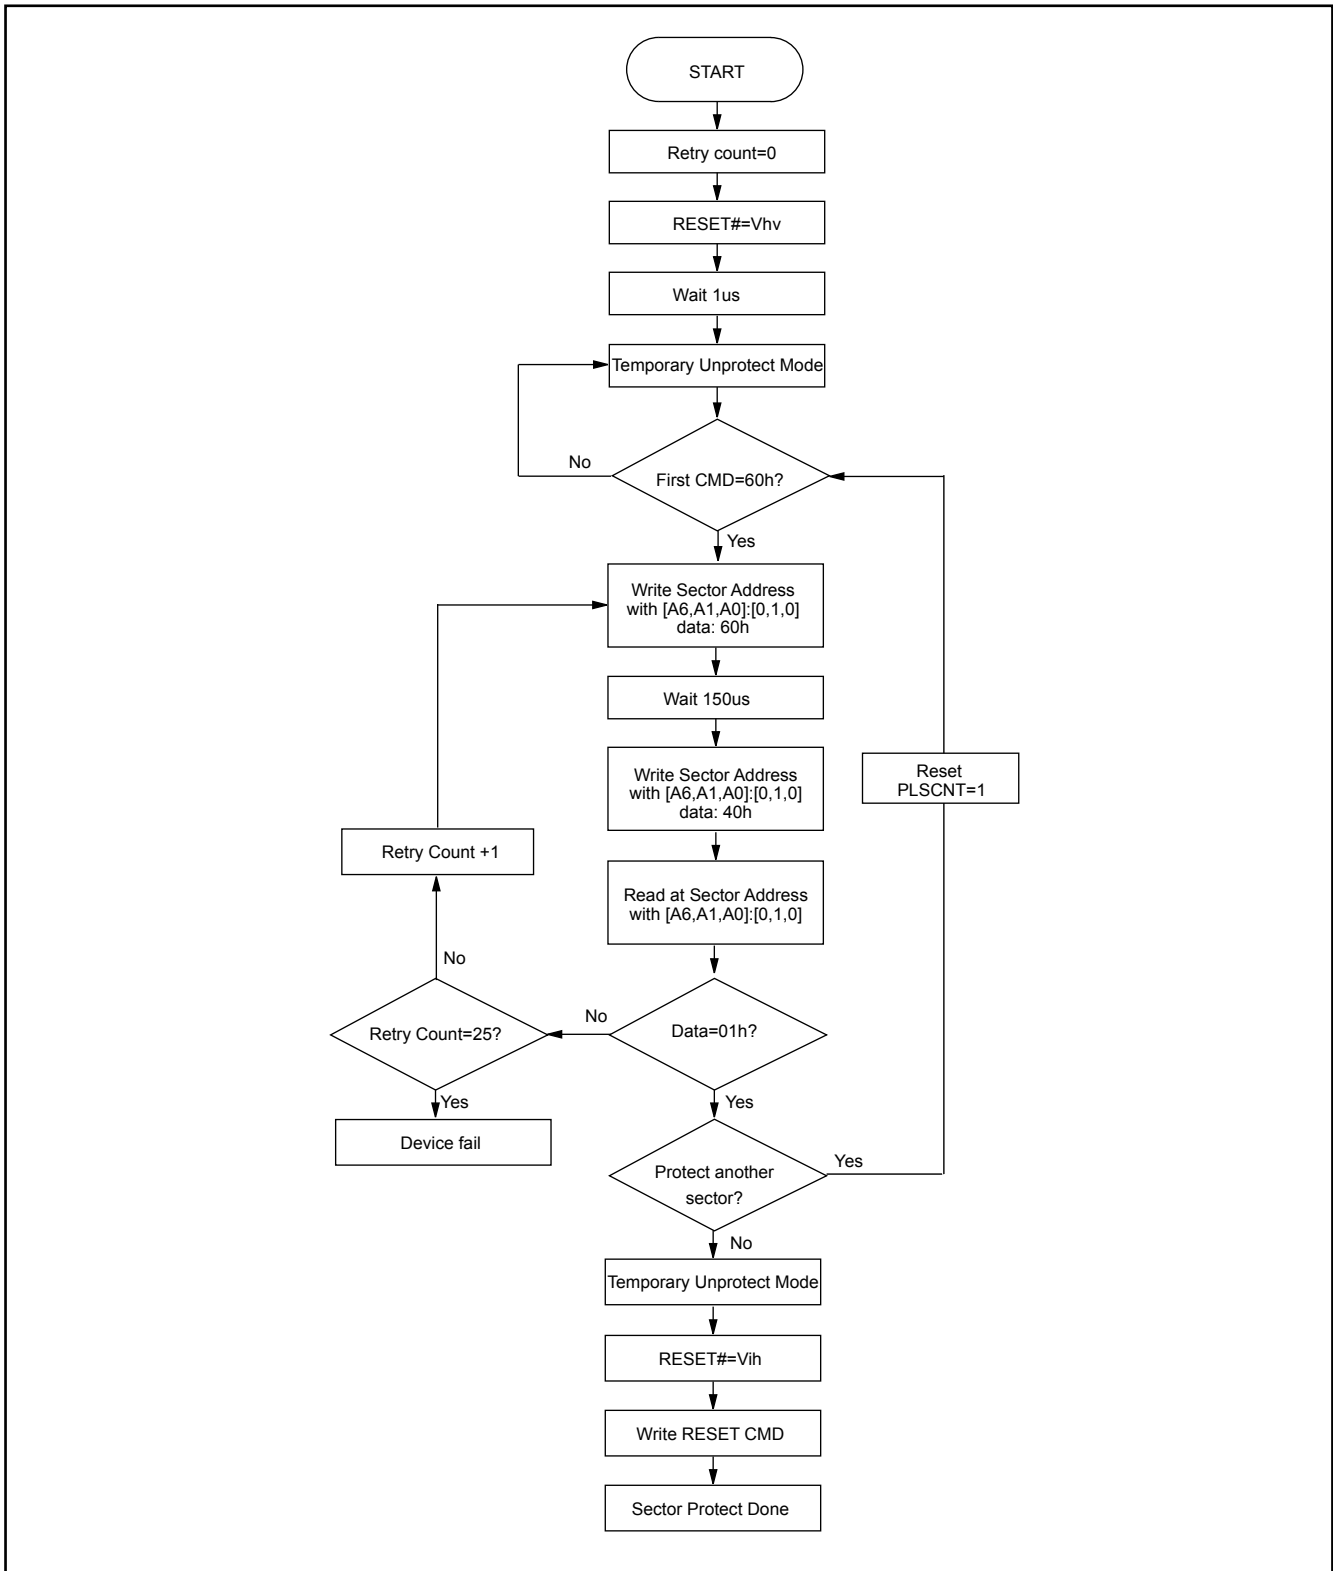 START
Retry count=0
RESET#=Vhv
Wait 1us
Temporary Unprotect Mode
No
First CMD=60h?
Yes
Write Sector Address
with [A6,A1,A0]:[0,1,0]
data: 60h
Wait 150us
Write Sector Address
with [A6,A1,A0]:[0,1,0]
data: 40h
Reset
PLSCNT=1
Retry Count +1
Read at Sector Address
with [A6,A1,A0]:[0,1,0]
No
Retry Count=25?
No
Data=01h?
Yes
Yes
Device fail
Protect another
sector?
Yes
No
Temporary Unprotect Mode
RESET#=Vih
Write RESET CMD
Sector Protect Done